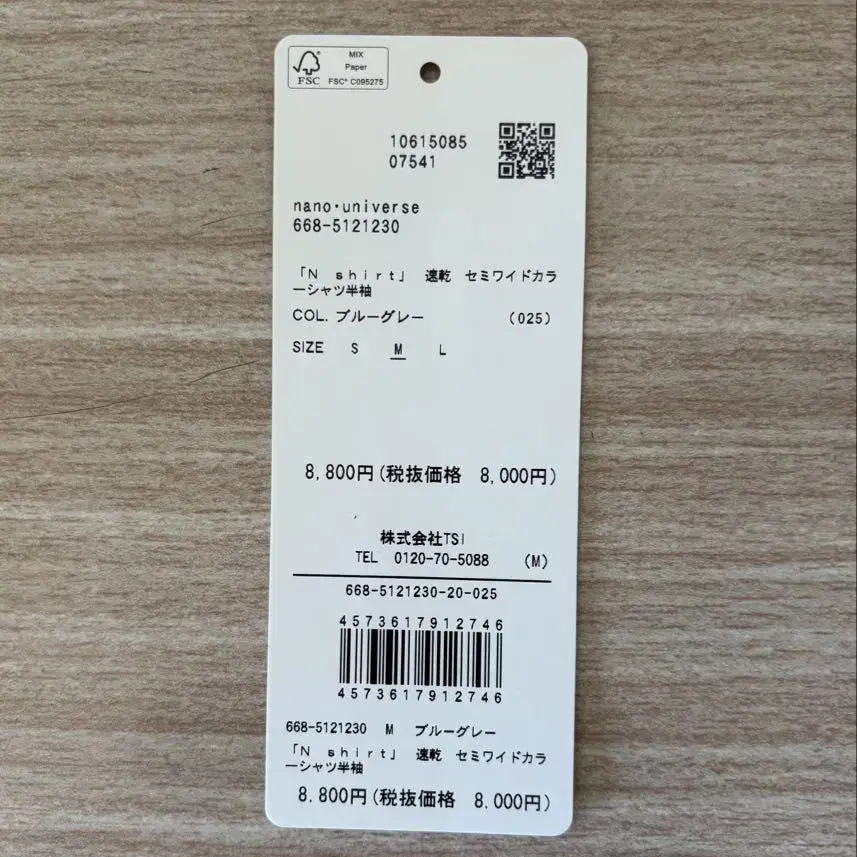 MIX
Paper
FSC
FSC® C095275
10615085
07541
nano・universe
668-5121230
「N shirt」 速乾 セミワイドカラ
ーシャツ半袖
COL. ブルーグレー (025)
SIZE S M L
8,800円(税抜価格 8,000円)
株式会社TSI
TEL 0120-70-5088 (M)
668-5121230-20-025
4573617912746
4573617912746
668-5121230 M ブルーグレー
「N shirt」 速乾 セミワイドカラ
ーシャツ半袖
8,800円(税抜価格 8,000円)